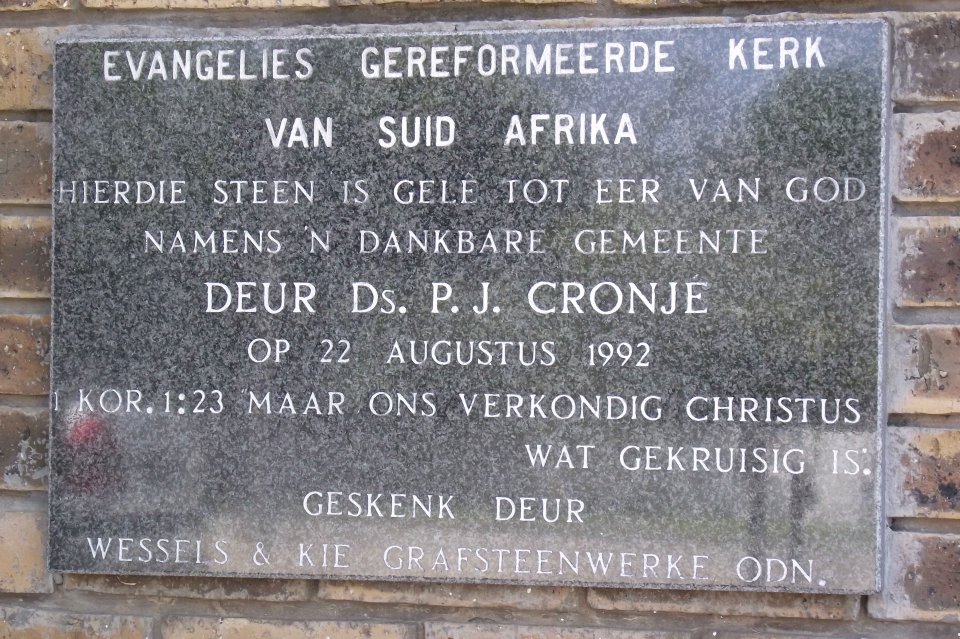 EVANGELIES GEREFORMEERDE KERK
VAN SUID AFRIKA
HIERDIE STEEN IS GELÊ TOT EER VAN GOD
NAMENS 'N DANKBARE GEMEENTE
DEUR DS. P. J. CRONJÉ
OP 22 AUGUSTUS 1992
1 KOR. 1:23 "MAAR ONS VERKONDIG CHRISTUS
WAT GEKRUISIG IS:
GESKENK DEUR
WESSELS & KIE GRAFSTEENWERKE ODN.